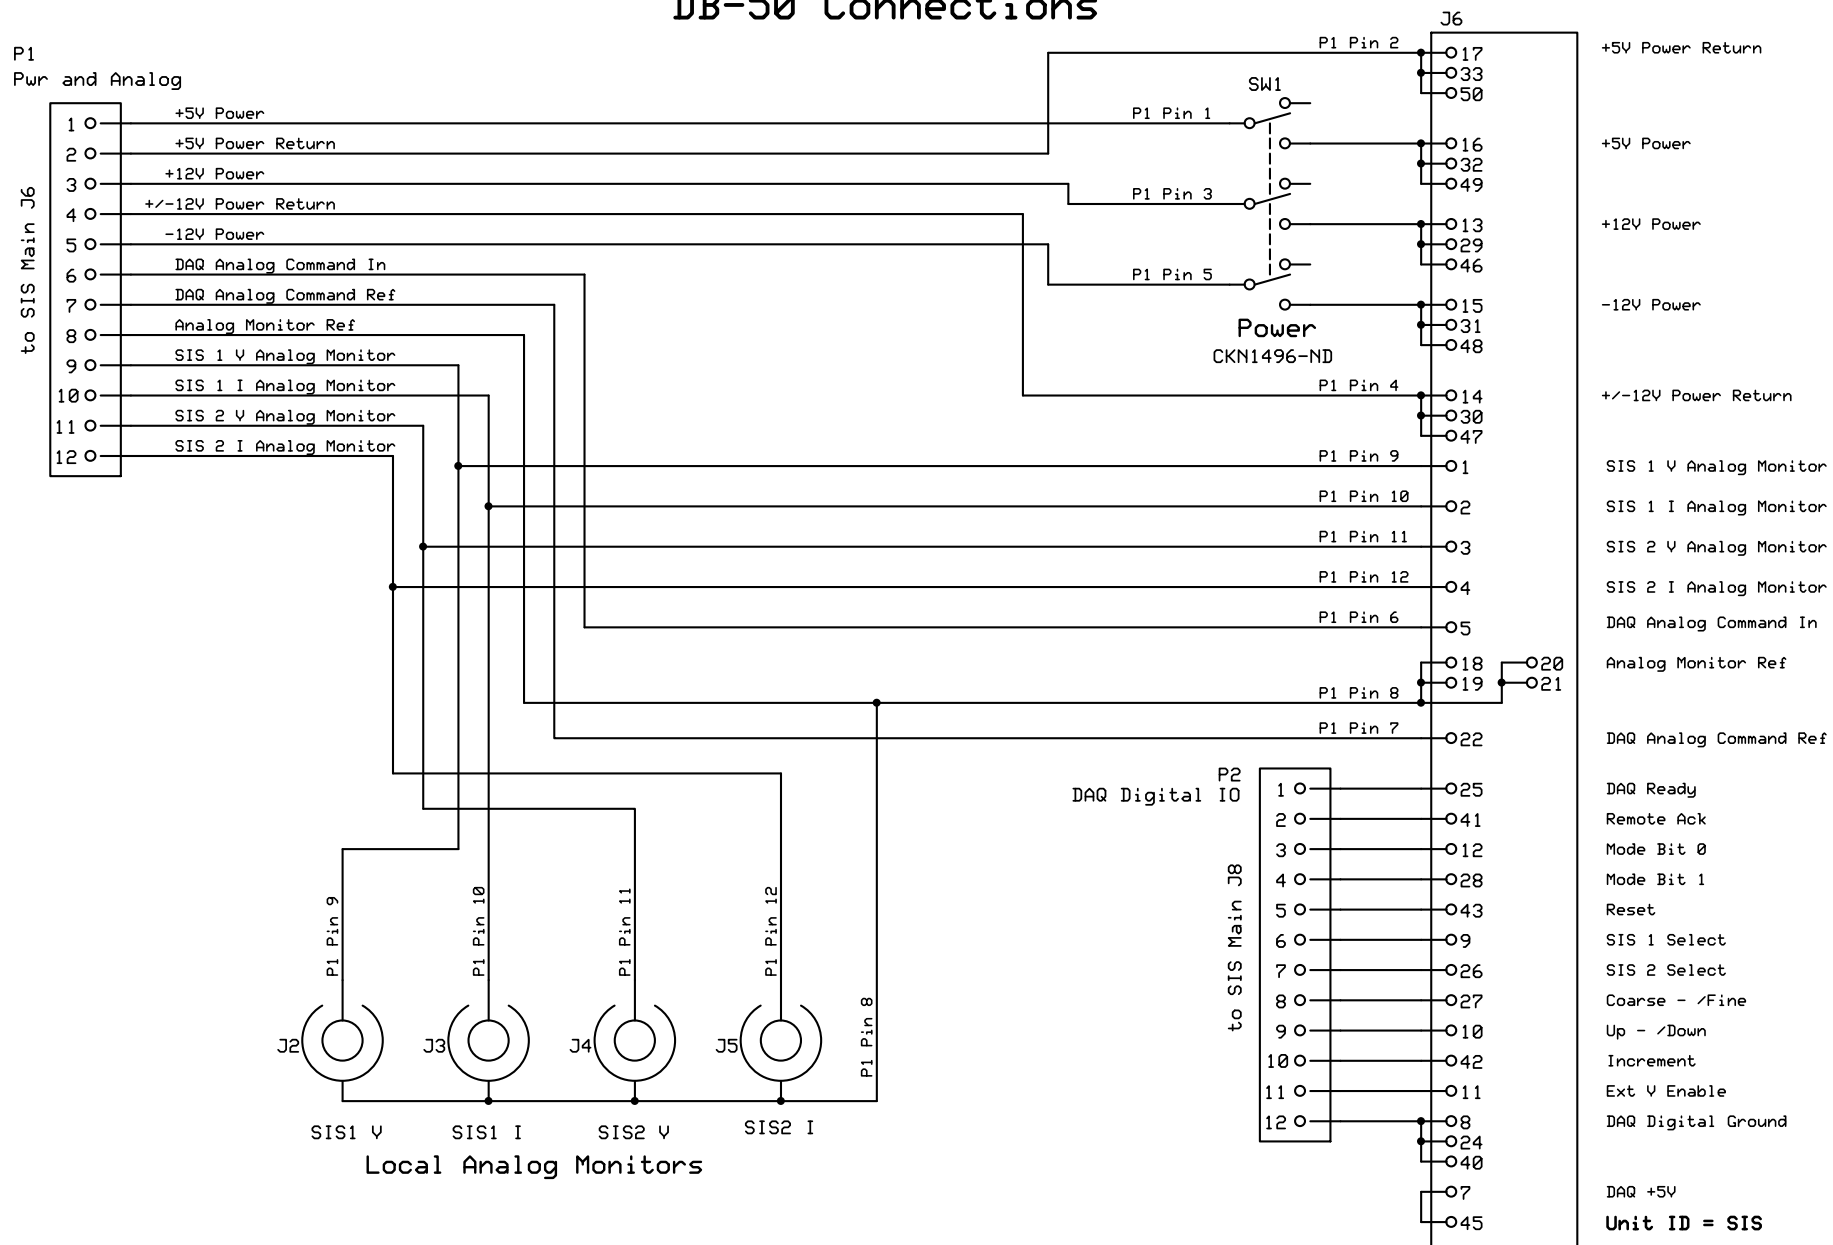 DB-50 Connections
P1
Pwr and Analog
to SIS Main J6
1 +5V Power
2 +5V Power Return
3 +12V Power
4 +/-12V Power Return
5 -12V Power
6 DAQ Analog Command In
7 DAQ Analog Command Ref
8 Analog Monitor Ref
9 SIS 1 V Analog Monitor
10 SIS 1 I Analog Monitor
11 SIS 2 V Analog Monitor
12 SIS 2 I Analog Monitor
SW1
P1 Pin 1
P1 Pin 3
P1 Pin 5
Power
CKN1496-ND
J6
P1 Pin 2 17 +5V Power Return
33
50
16 +5V Power
32
49
13 +12V Power
29
46
15 -12V Power
31
48
P1 Pin 4 14 +/-12V Power Return
30
47
P1 Pin 9 1 SIS 1 V Analog Monitor
P1 Pin 10 2 SIS 1 I Analog Monitor
P1 Pin 11 3 SIS 2 V Analog Monitor
P1 Pin 12 4 SIS 2 I Analog Monitor
P1 Pin 6 5 DAQ Analog Command In
18 20 Analog Monitor Ref
19 21
P1 Pin 8
P1 Pin 7 22 DAQ Analog Command Ref
P2
DAQ Digital IO
to SIS Main J8
1 25 DAQ Ready
2 41 Remote Ack
3 12 Mode Bit 0
4 28 Mode Bit 1
5 43 Reset
6 9 SIS 1 Select
7 26 SIS 2 Select
8 27 Coarse - /Fine
9 10 Up - /Down
10 42 Increment
11 11 Ext V Enable
12 8 DAQ Digital Ground
24
40
7 DAQ +5V
45 Unit ID = SIS
P1 Pin 9
P1 Pin 10
P1 Pin 11
P1 Pin 12
P1 Pin 8
J2
J3
J4
J5
SIS1 V
SIS1 I
SIS2 V
SIS2 I
Local Analog Monitors